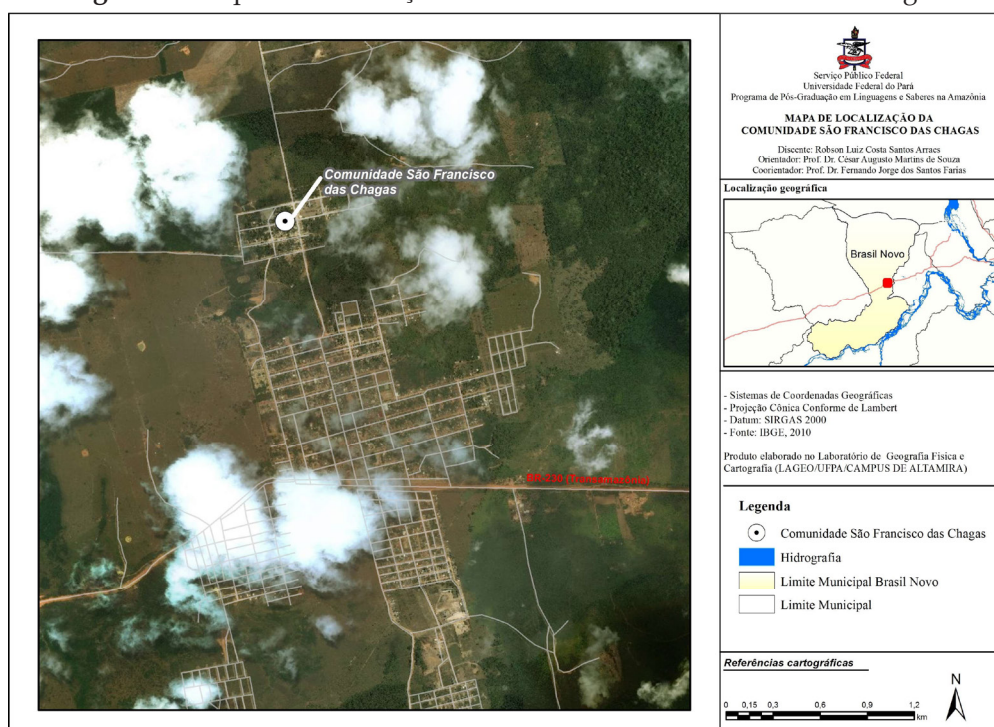 Comunidade São Francisco
das Chagas
BR-230 (Transamazônica)
Serviço Público Federal
Universidade Federal do Pará
Programa de Pós-Graduação em Linguagens e Saberes na Amazônia
MAPA DE LOCALIZAÇÃO DA
COMUNIDADE SÃO FRANCISCO DAS CHAGAS
Discente: Robson Luiz Costa Santos Arraes
Orientador: Prof. Dr. César Augusto Martins de Souza
Coorientador: Prof. Dr. Fernando Jorge dos Santos Farias
Localização geográfica
Brasil Novo
- Sistemas de Coordenadas Geográficas
- Projeção Cônica Conforme de Lambert
- Datum: SIRGAS 2000
- Fonte: IBGE, 2010
Produto elaborado no Laboratório de Geografia Física e
Cartografia (LAGEO/UFPA/CAMPUS DE ALTAMIRA)
Legenda
Comunidade São Francisco das Chagas
Hidrografia
Limite Municipal Brasil Novo
Limite Municipal
Referências cartográficas
0 0,15 0,3 0,6 0,9 1,2
km
N